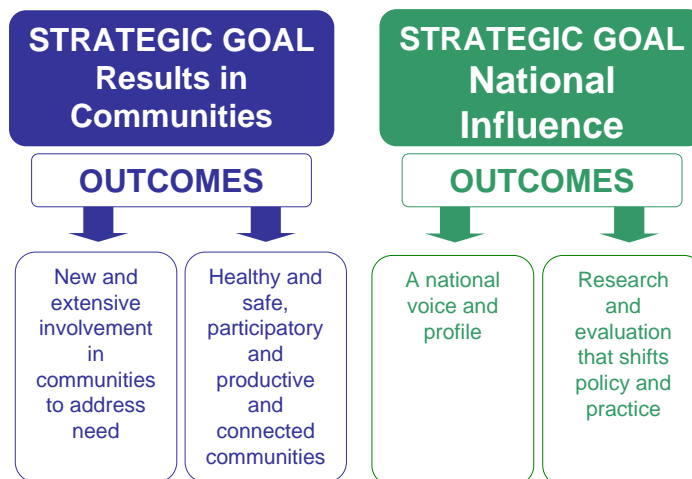 STRATEGIC GOAL
Results in
Communities
OUTCOMES
New and
extensive
involvement
in
communities
to address
need
Healthy and
safe,
participatory
and
productive
and
connected
communities
STRATEGIC GOAL
National
Influence
OUTCOMES
A national
voice and
profile
Research
and
evaluation
that shifts
policy and
practice